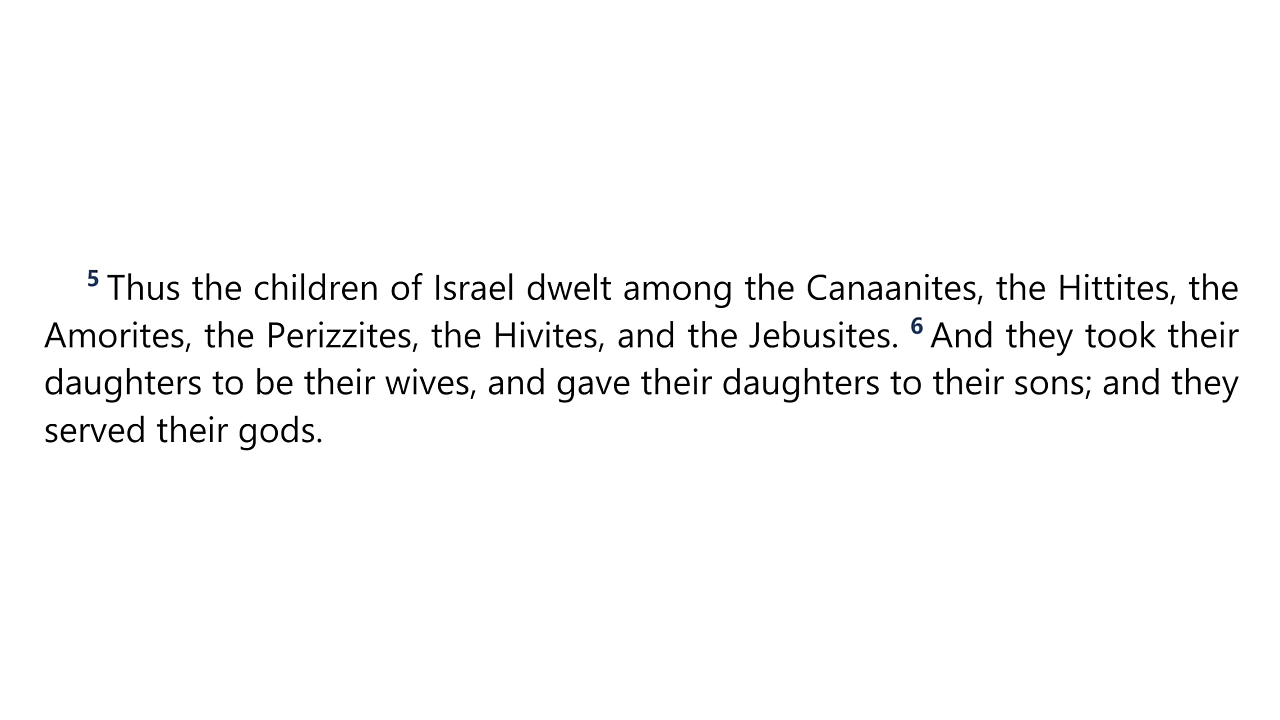 5 Thus the children of Israel dwelt among the Canaanites, the Hittites, the
Amorites, the Perizzites, the Hivites, and the Jebusites. 6 And they took their
daughters to be their wives, and gave their daughters to their sons; and they
served their gods.